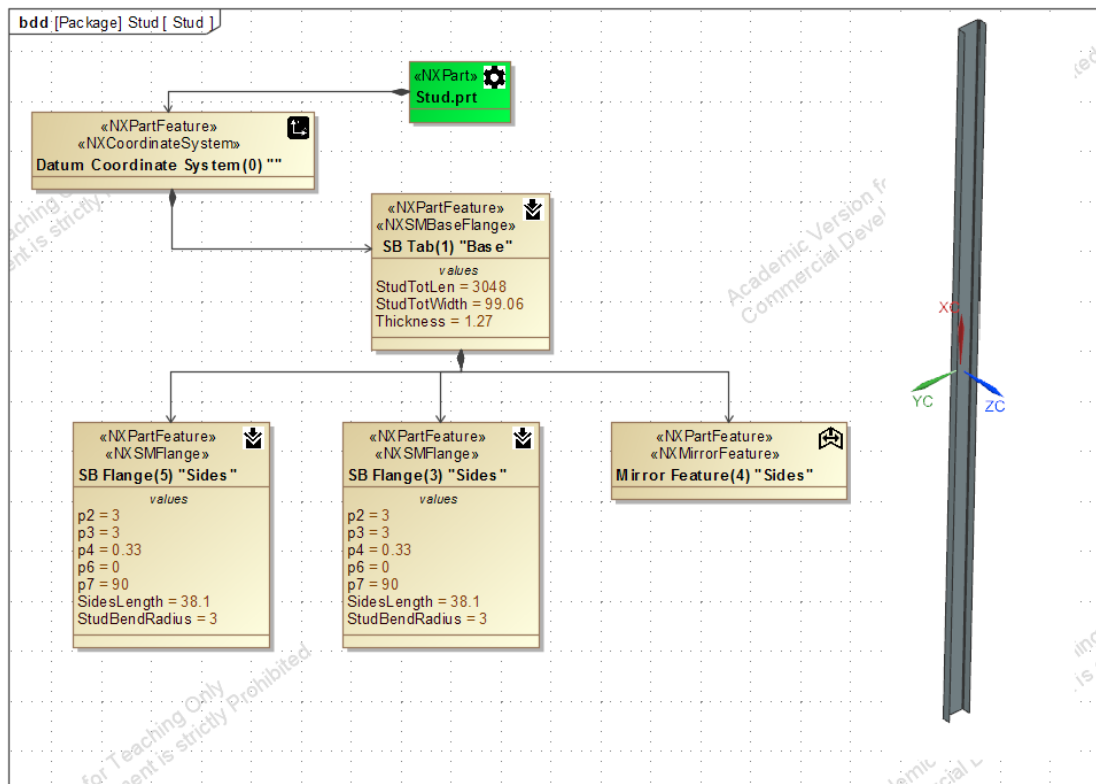 bdd [Package] Stud [ Stud ]
«NXPart»
Stud.prt
«NXPartFeature»
«NXCoordinateSystem»
Datum Coordinate System(0) ""
«NXPartFeature»
«NXSMBaseFlange»
SB Tab(1) "Base"
values
StudTotLen = 3048
StudTotWidth = 99.06
Thickness = 1.27
«NXPartFeature»
«NXSMFlange»
SB Flange(5) "Sides"
values
p2 = 3
p3 = 3
p4 = 0.33
p6 = 0
p7 = 90
SidesLength = 38.1
StudBendRadius = 3
«NXPartFeature»
«NXSMFlange»
SB Flange(3) "Sides"
values
p2 = 3
p3 = 3
p4 = 0.33
p6 = 0
p7 = 90
SidesLength = 38.1
StudBendRadius = 3
«NXPartFeature»
«NXMirrorFeature»
Mirror Feature(4) "Sides"
XC
YC
ZC
Academic Version for
Commercial Deve
for Teaching Only
ment is strictly Prohibited